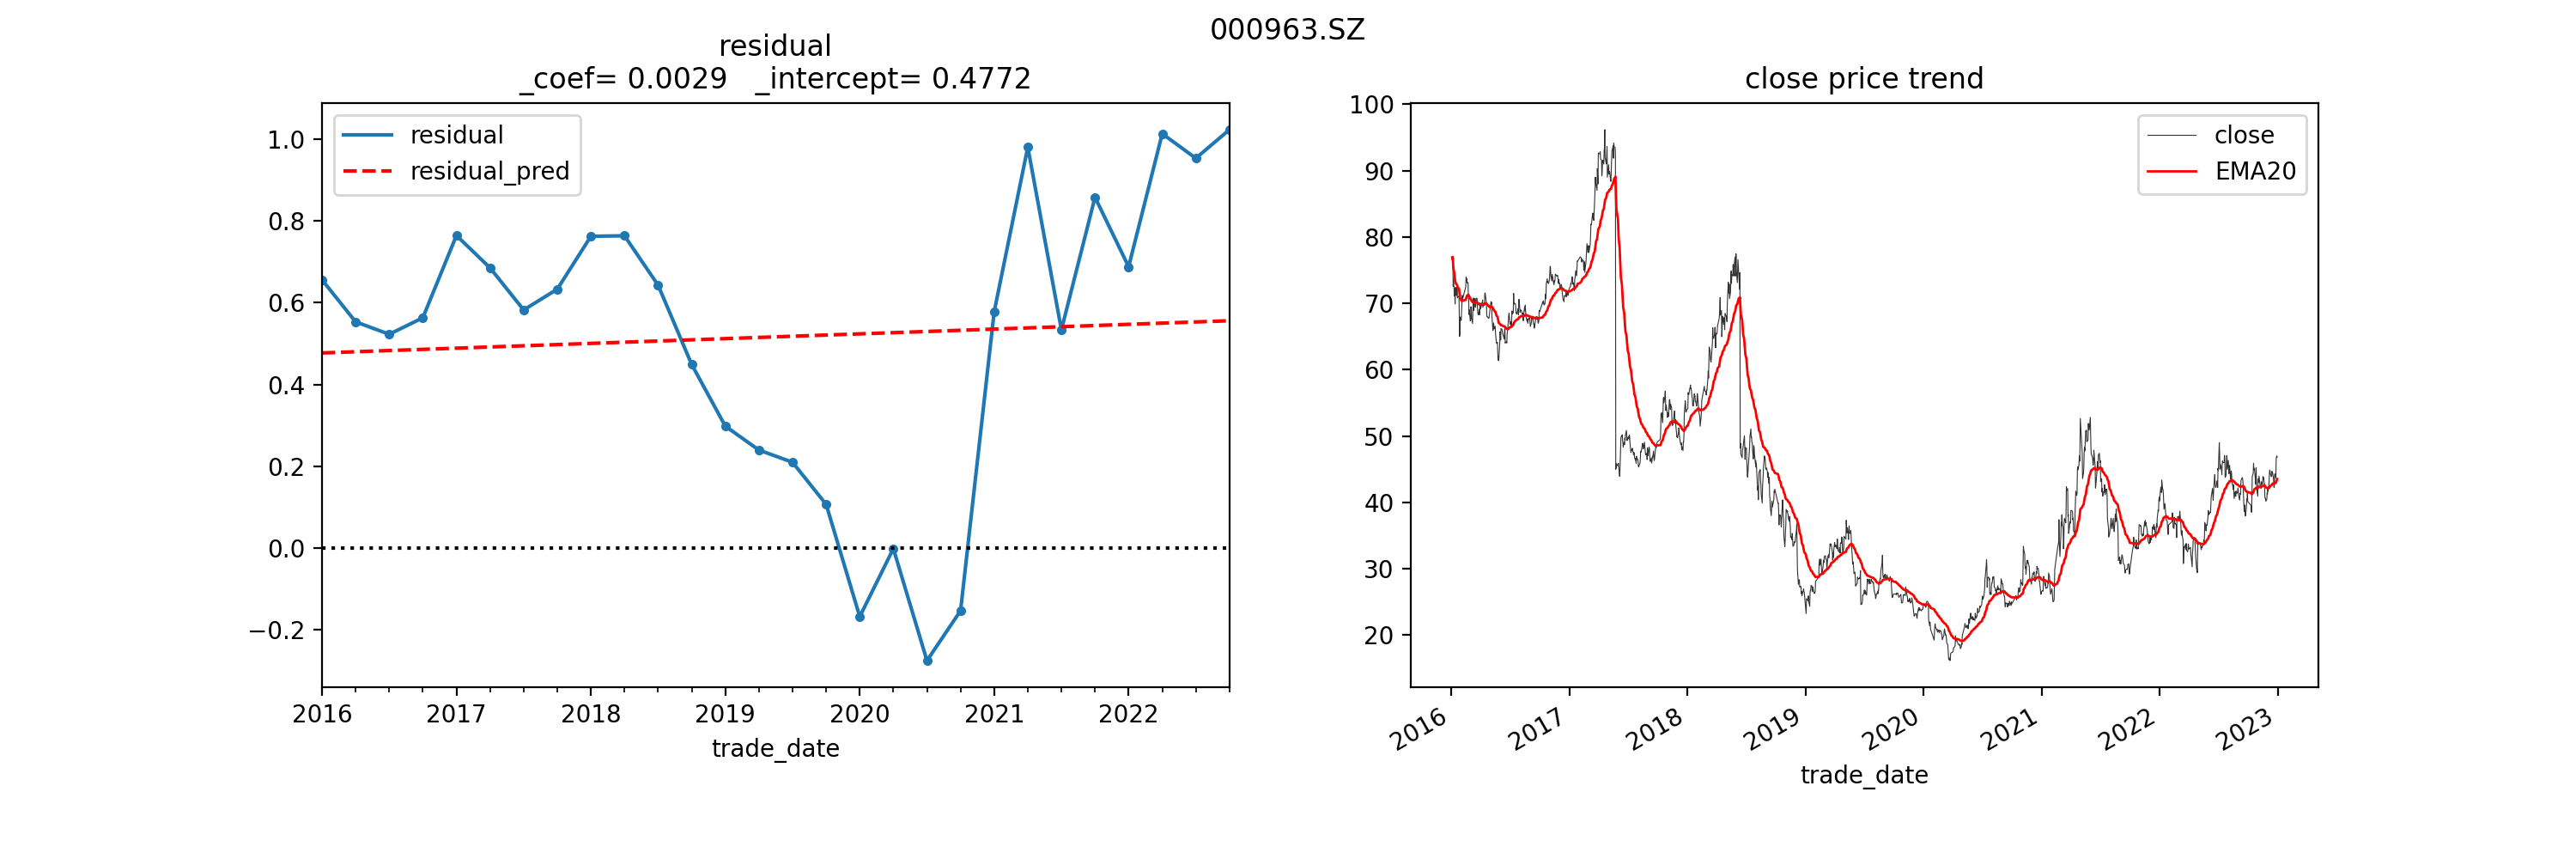 000963.SZ
residual
_coef= 0.0029 _intercept= 0.4772
residual
residual_pred
1.0
0.8
0.6
0.4
0.2
0.0
−0.2
2016 2017 2018 2019 2020 2021 2022
trade_date
close price trend
close
EMA20
100
90
80
70
60
50
40
30
20
2016 2017 2018 2019 2020 2021 2022 2023
trade_date